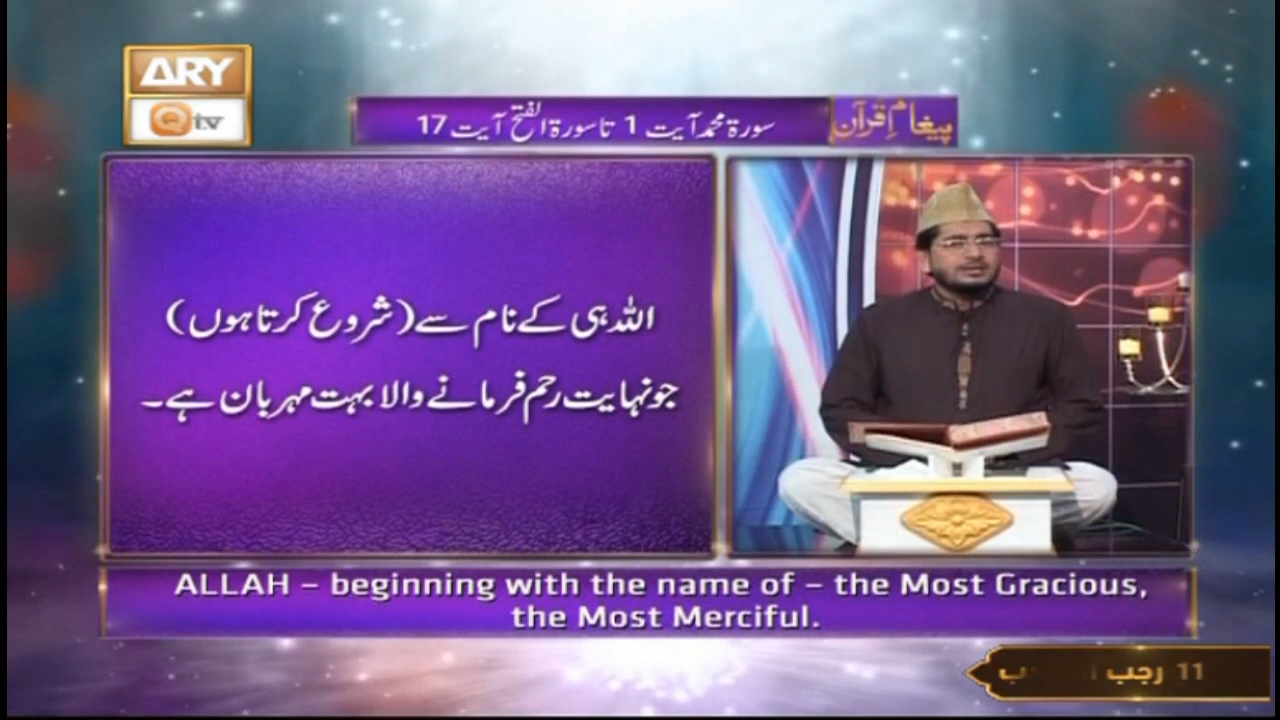 ARY
Qtv
پیغامِ قرآن
سورۃ محمد آیت 1 تا سورۃ الفتح آیت 17
اللہ ہی کے نام سے (شروع کرتا ہوں)
جو نہایت رحم فرمانے والا بہت مہربان ہے۔
ALLAH – beginning with the name of – the Most Gracious,
the Most Merciful.
11 رجب